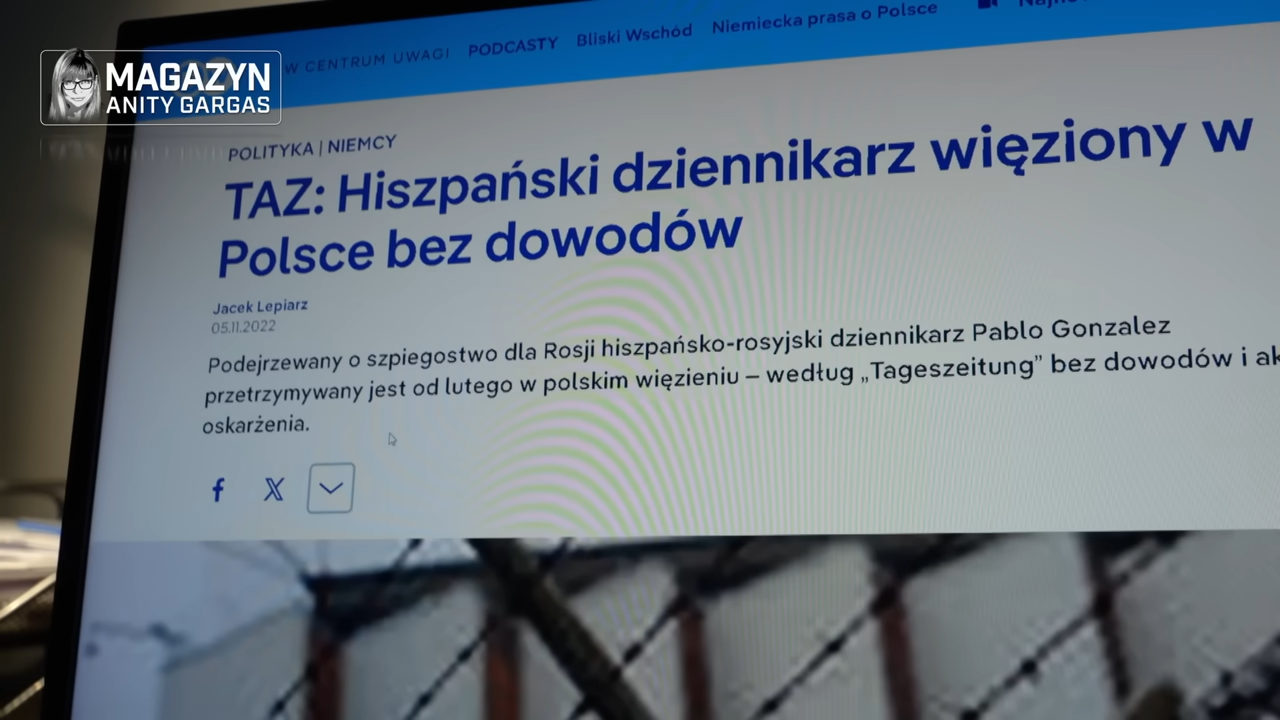 MAGAZYN
ANITY GARGAS
W CENTRUM UWAGI PODCASTY Bliski Wschód Niemiecka prasa o Polsce
POLITYKA | NIEMCY
TAZ: Hiszpański dziennikarz więziony w
Polsce bez dowodów
Jacek Lepiarz
05.11.2022
Podejrzewany o szpiegostwo dla Rosji hiszpańsko-rosyjski dziennikarz Pablo Gonzalez
przetrzymywany jest od lutego w polskim więzieniu – według „Tageszeitung” bez dowodów i ak
oskarżenia.